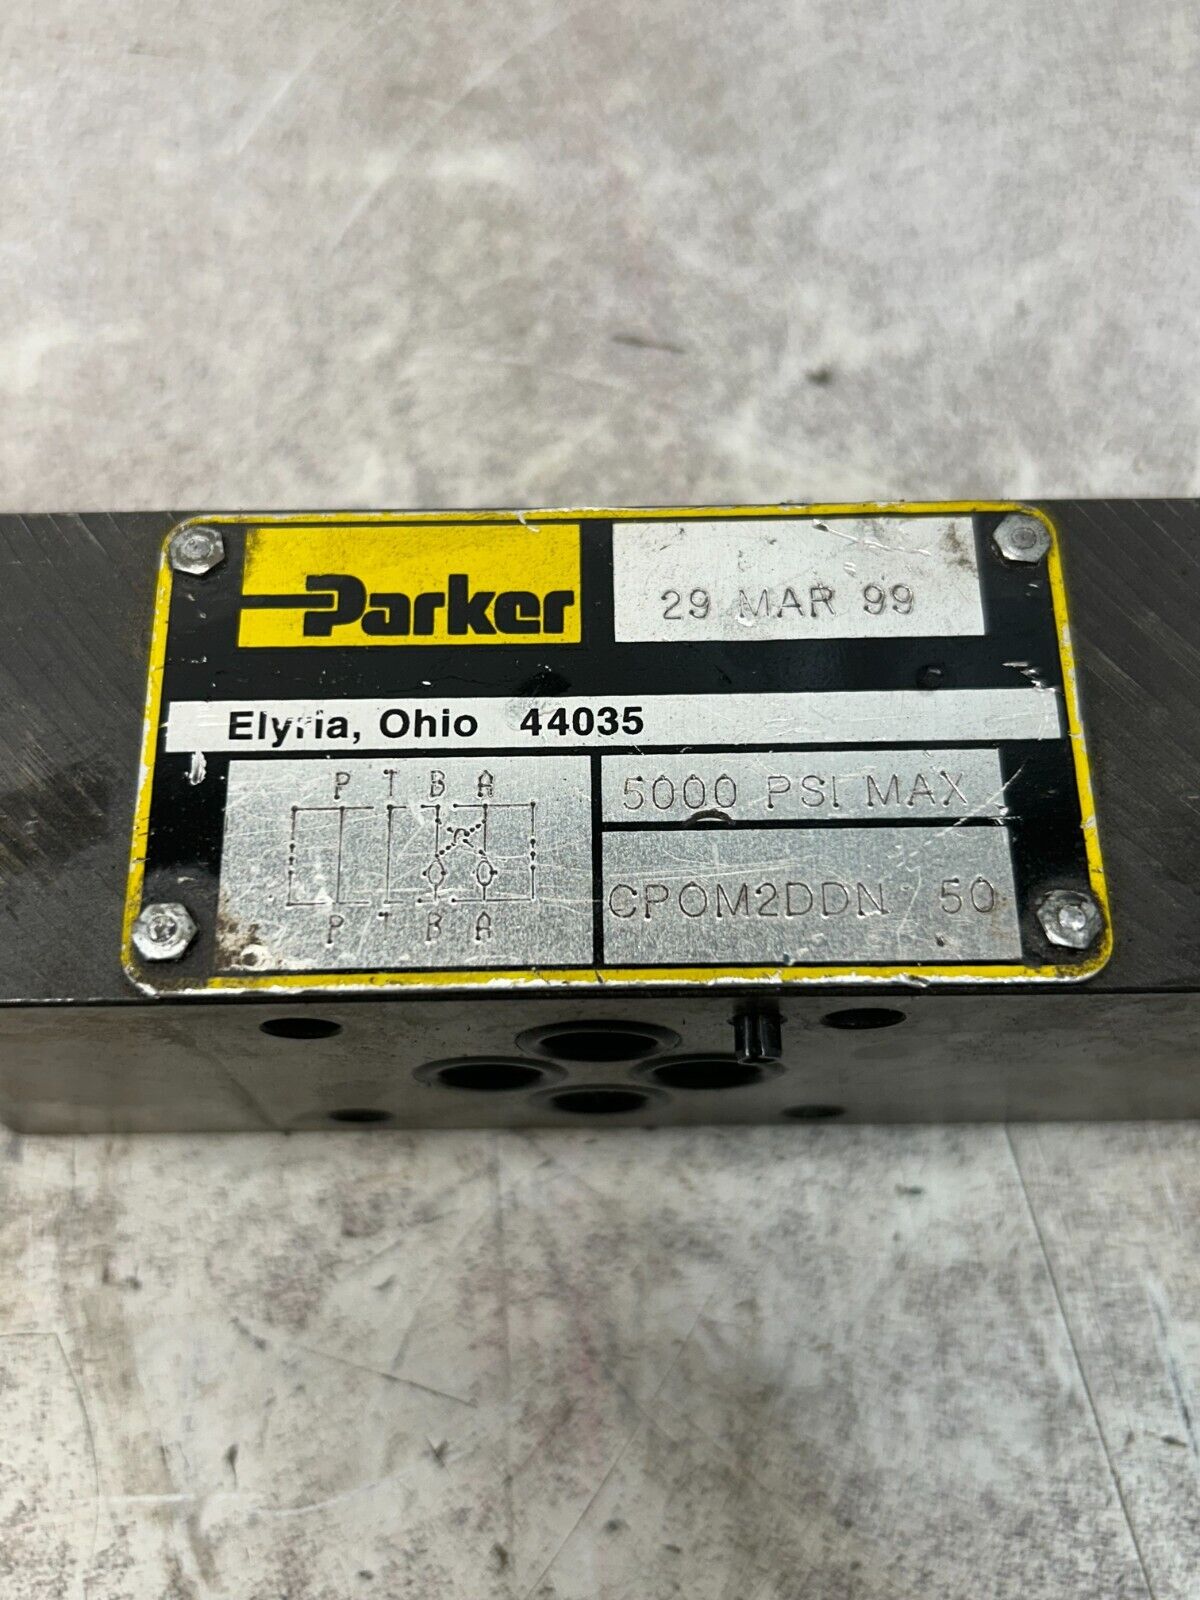 Parker
29 MAR 99
Elyria, Ohio 44035
P T B A
5000 PSI MAX
CPOM2DDN 50
P T B A